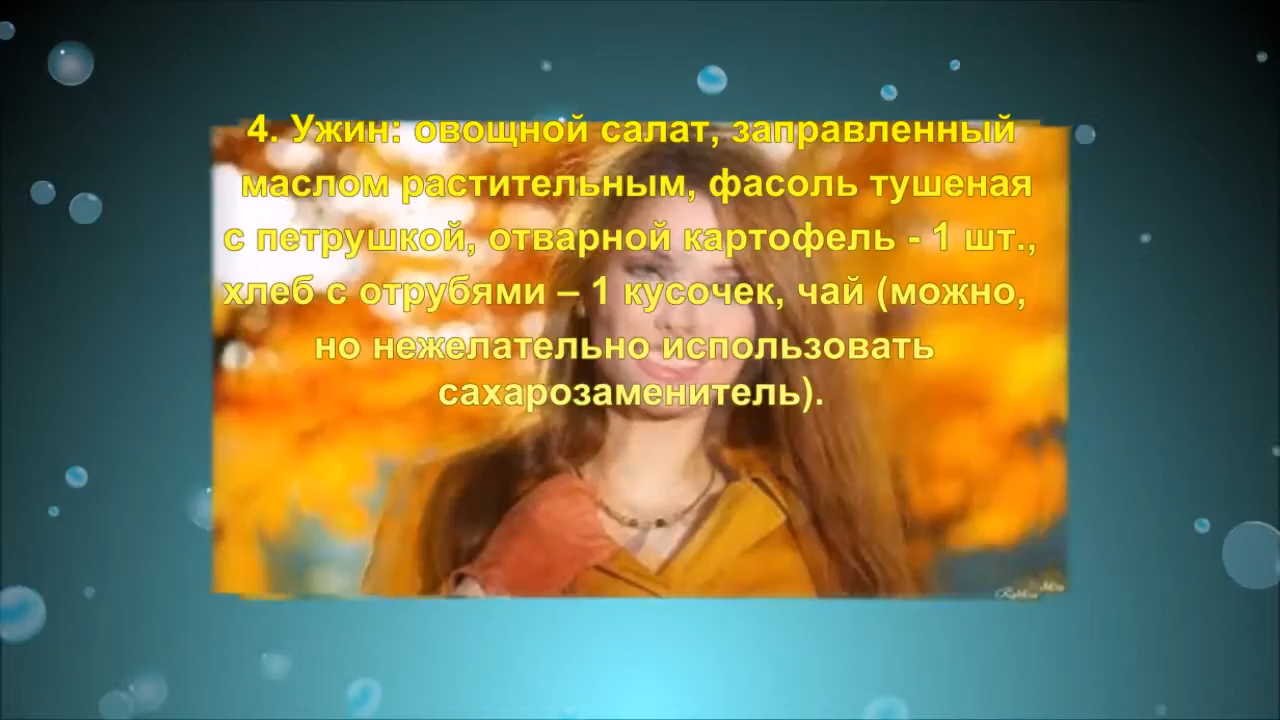 4. Ужин: овощной салат, заправленный
маслом растительным, фасоль тушеная
с петрушкой, отварной картофель - 1 шт.,
хлеб с отрубями – 1 кусочек, чай (можно,
но нежелательно использовать
сахарозаменитель).